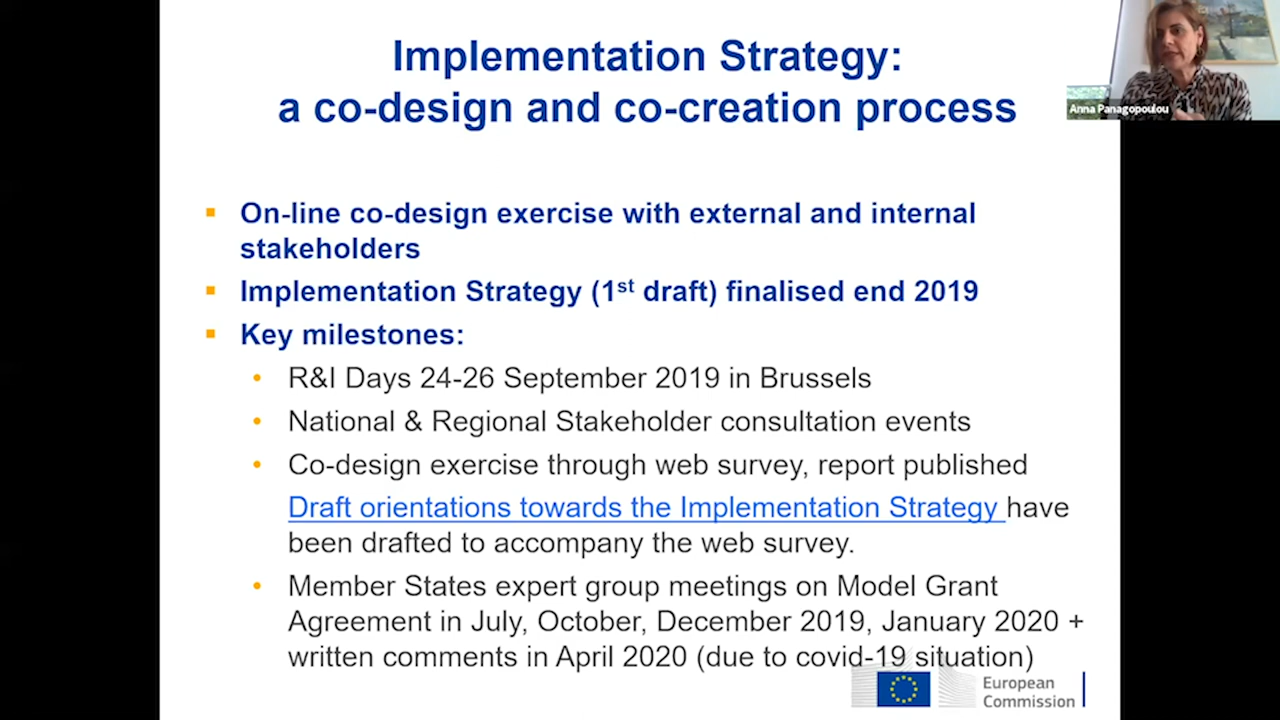 Implementation Strategy:
a co-design and co-creation process
Anna Panagopoulou
▪ On-line co-design exercise with external and internal
stakeholders
▪ Implementation Strategy (1st draft) finalised end 2019
▪ Key milestones:
• R&I Days 24-26 September 2019 in Brussels
• National & Regional Stakeholder consultation events
• Co-design exercise through web survey, report published
Draft orientations towards the Implementation Strategy have
been drafted to accompany the web survey.
• Member States expert group meetings on Model Grant
Agreement in July, October, December 2019, January 2020 +
written comments in April 2020 (due to covid-19 situation)
European
Commission